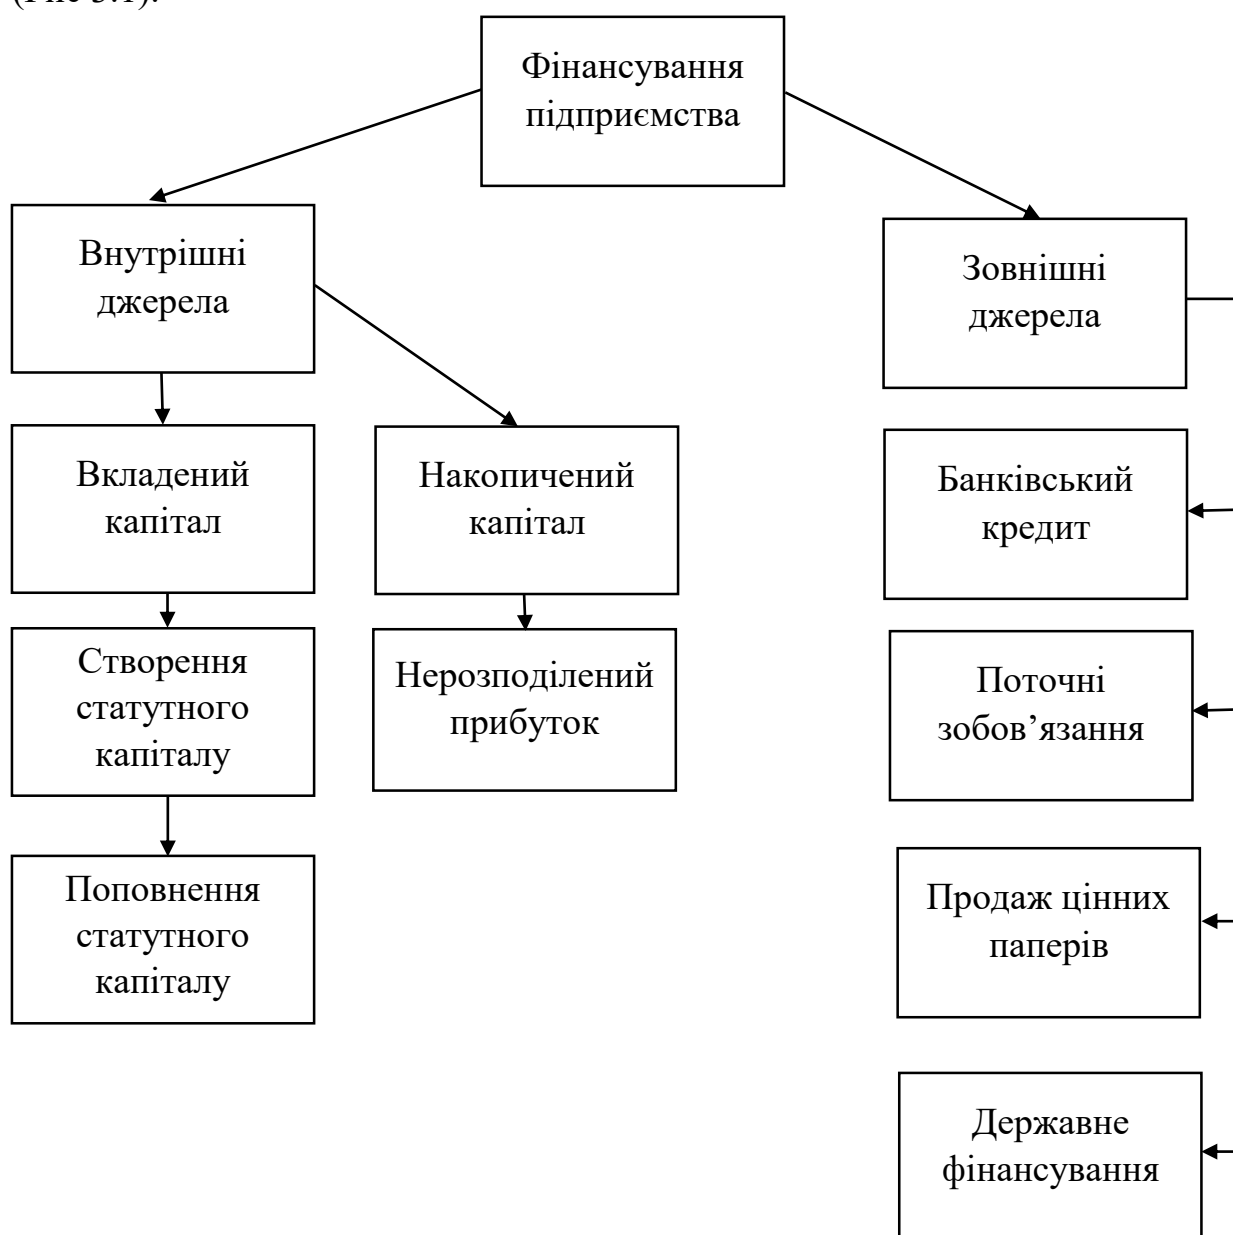 (Рис 3.1).
Фінансування
підприємства
Внутрішні
джерела
Зовнішні
джерела
Вкладений
капітал
Накопичений
капітал
Банківський
кредит
Створення
статутного
капіталу
Нерозподілений
прибуток
Поточні
зобов’язання
Поповнення
статутного
капіталу
Продаж цінних
паперів
Державне
фінансування